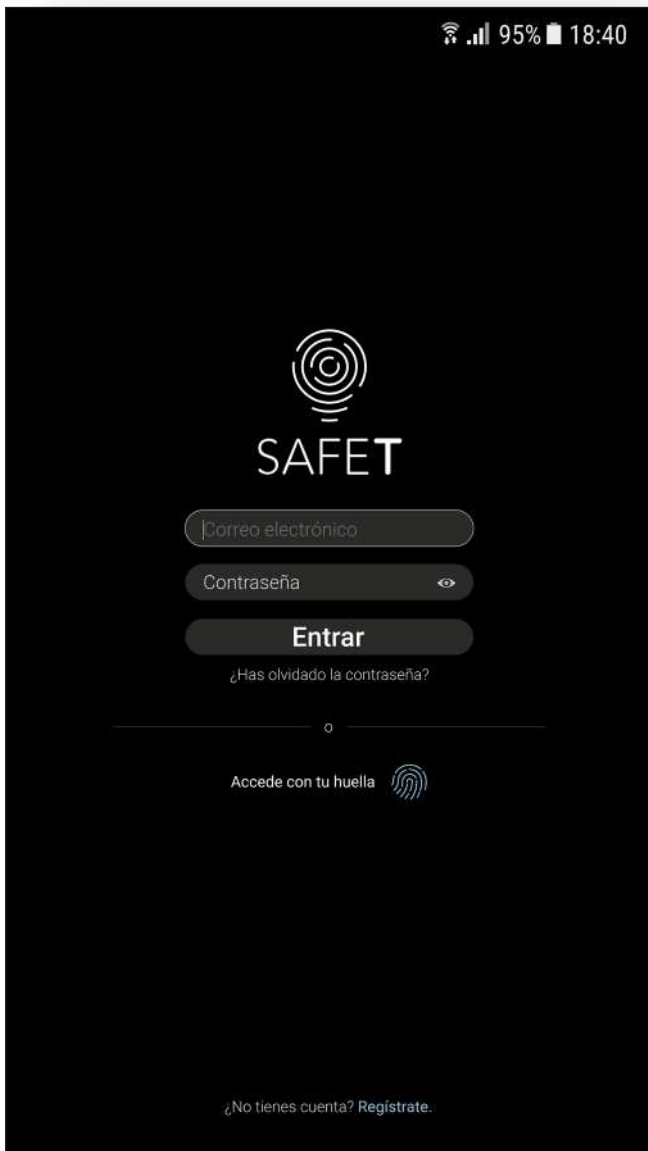 95% 18:40
SAFET
Correo electrónico
Contraseña
Entrar
¿Has olvidado la contraseña?
o
Accede con tu huella
¿No tienes cuenta? Regístrate.